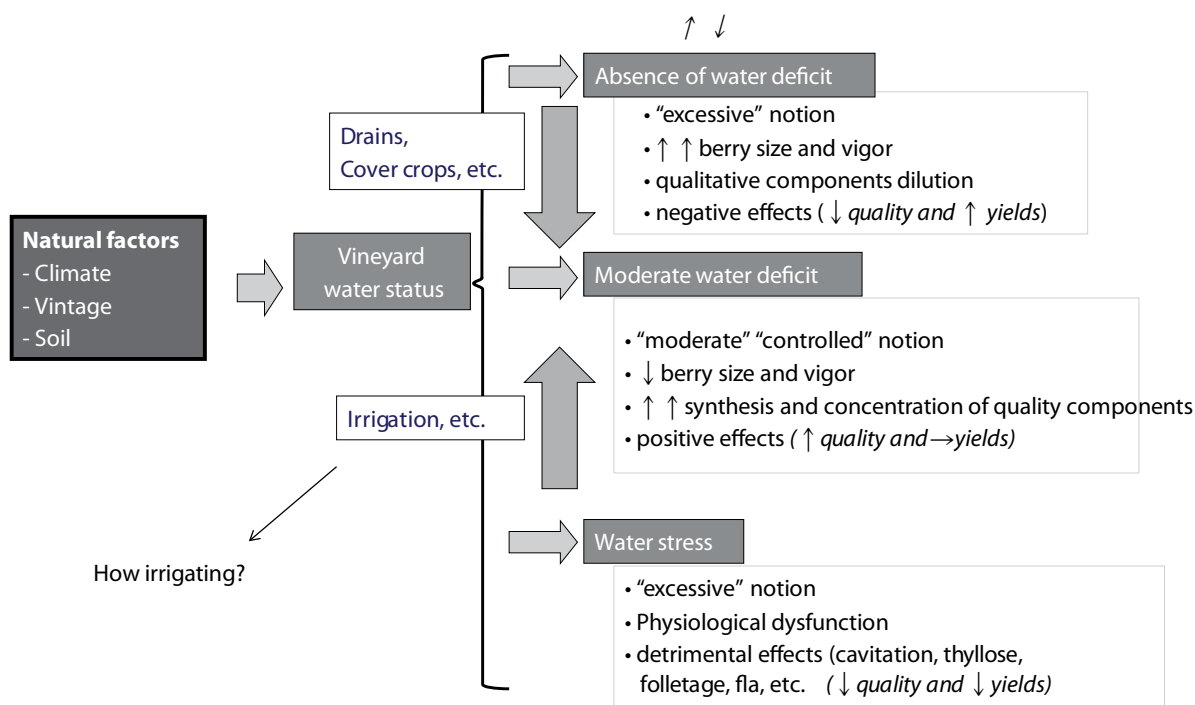 ↑ ↓
Absence of water deficit
• “excessive” notion
• ↑ ↑ berry size and vigor
• qualitative components dilution
• negative effects ( ↓ quality and ↑ yields)
Drains,
Cover crops, etc.
Natural factors
- Climate
- Vintage
- Soil
Vineyard
water status
Moderate water deficit
• “moderate” “controlled” notion
• ↓ berry size and vigor
• ↑ ↑ synthesis and concentration of quality components
• positive effects ( ↑ quality and →yields)
Irrigation, etc.
How irrigating?
Water stress
• “excessive” notion
• Physiological dysfunction
• detrimental effects (cavitation, thyllose,
folletage, fla, etc. ( ↓ quality and ↓ yields)